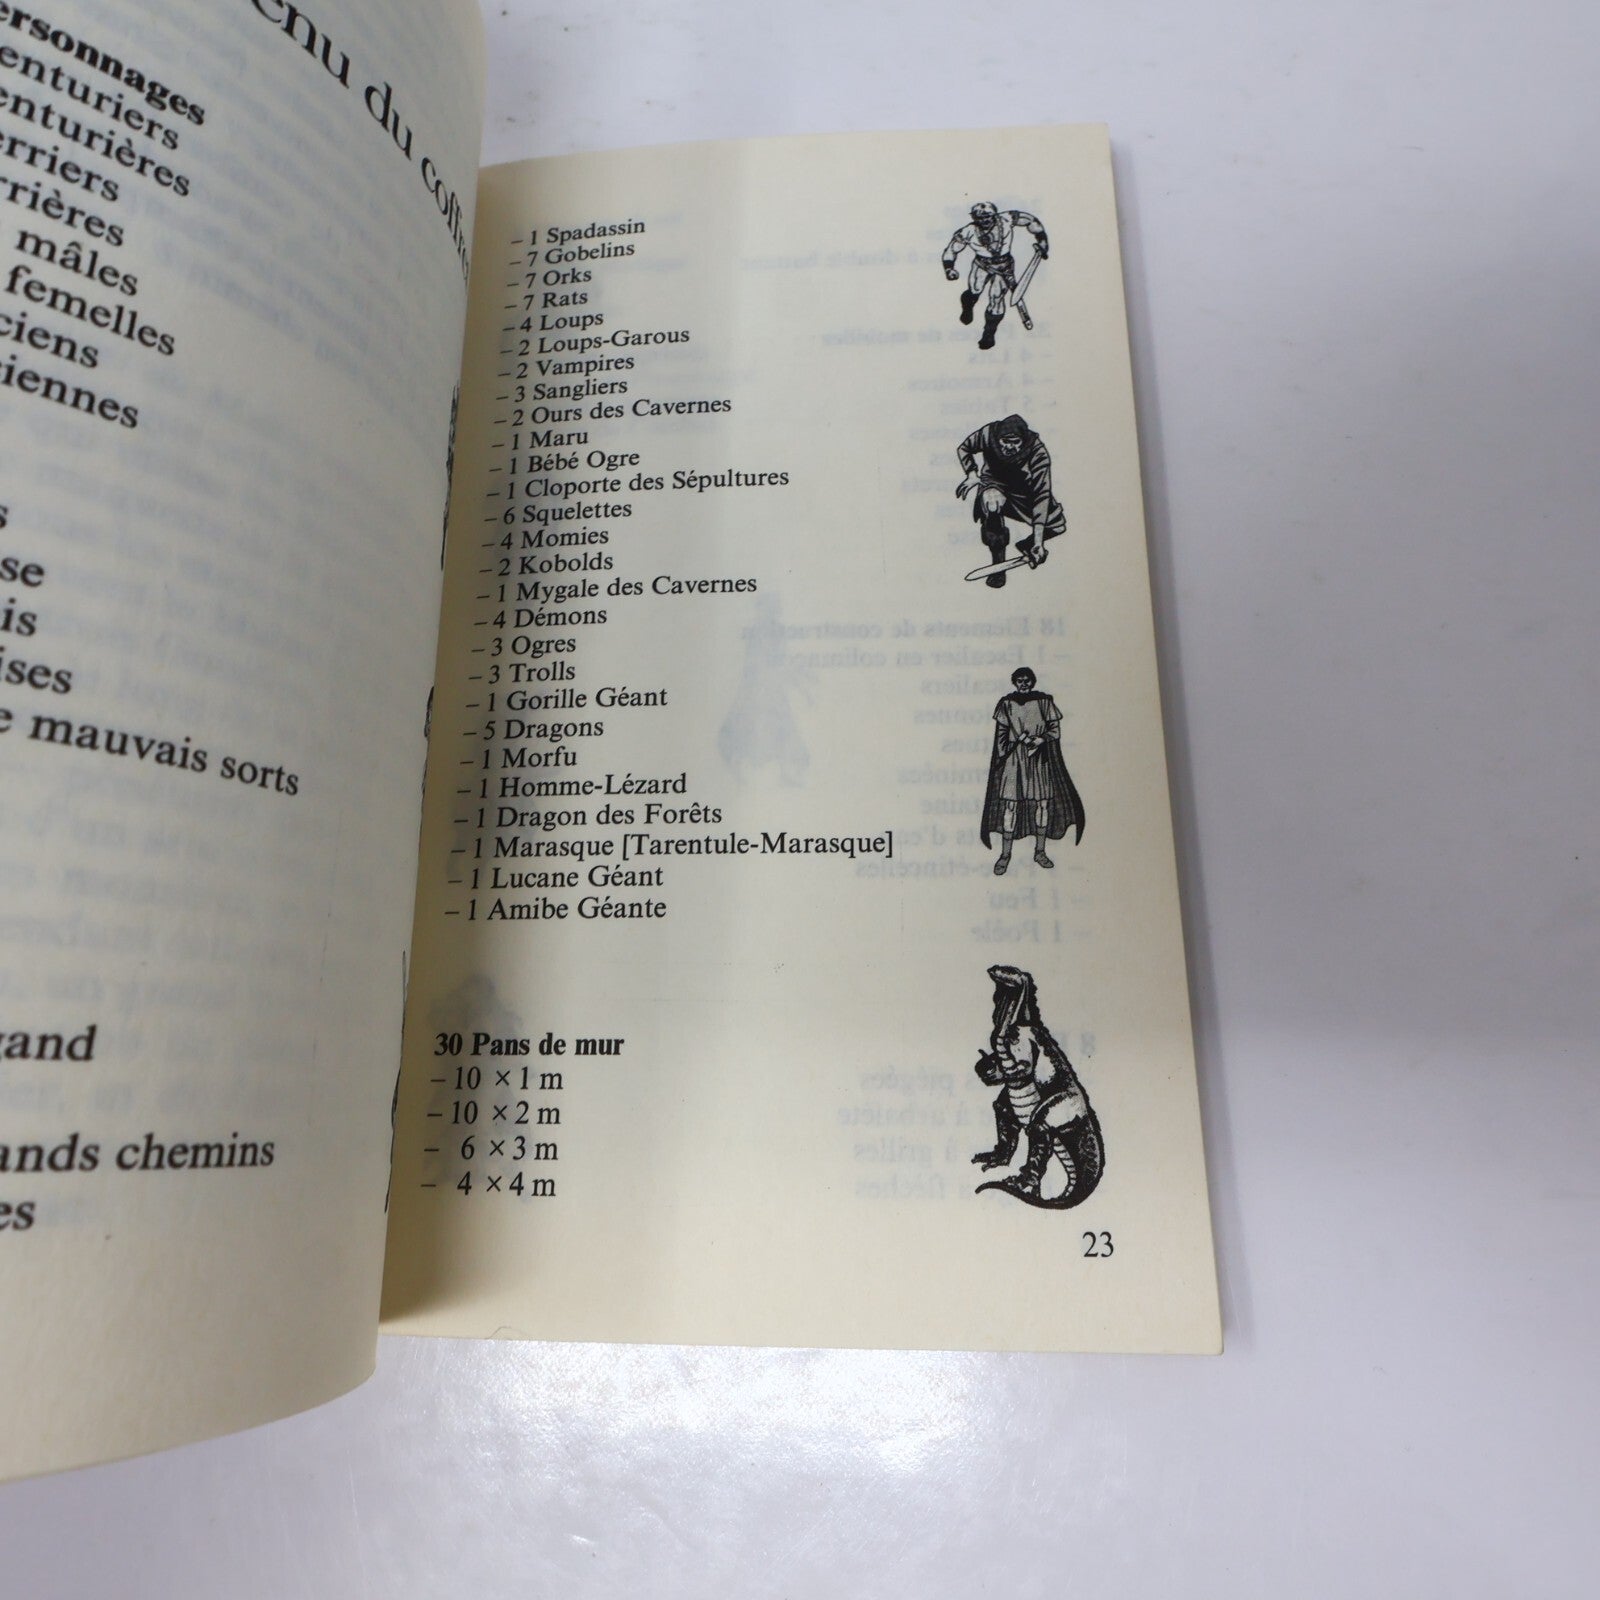 enu du coffre
ersonnages
enturiers
enturières
erriers
rrières
mâles
femelles
ciens
iennes
s
se
is
ises
e mauvais sorts
gand
ands chemins
es
– 1 Spadassin
– 7 Gobelins
– 7 Orks
– 7 Rats
– 4 Loups
– 2 Loups-Garous
– 2 Vampires
– 3 Sangliers
– 2 Ours des Cavernes
– 1 Maru
– 1 Bébé Ogre
– 1 Cloporte des Sépultures
– 6 Squelettes
– 4 Momies
– 2 Kobolds
– 1 Mygale des Cavernes
– 4 Démons
– 3 Ogres
– 3 Trolls
– 1 Gorille Géant
– 5 Dragons
– 1 Morfu
– 1 Homme-Lézard
– 1 Dragon des Forêts
– 1 Marasque [Tarentule-Marasque]
– 1 Lucane Géant
– 1 Amibe Géante
30 Pans de mur
– 10 × 1 m
– 10 × 2 m
– 6 × 3 m
– 4 × 4 m
23